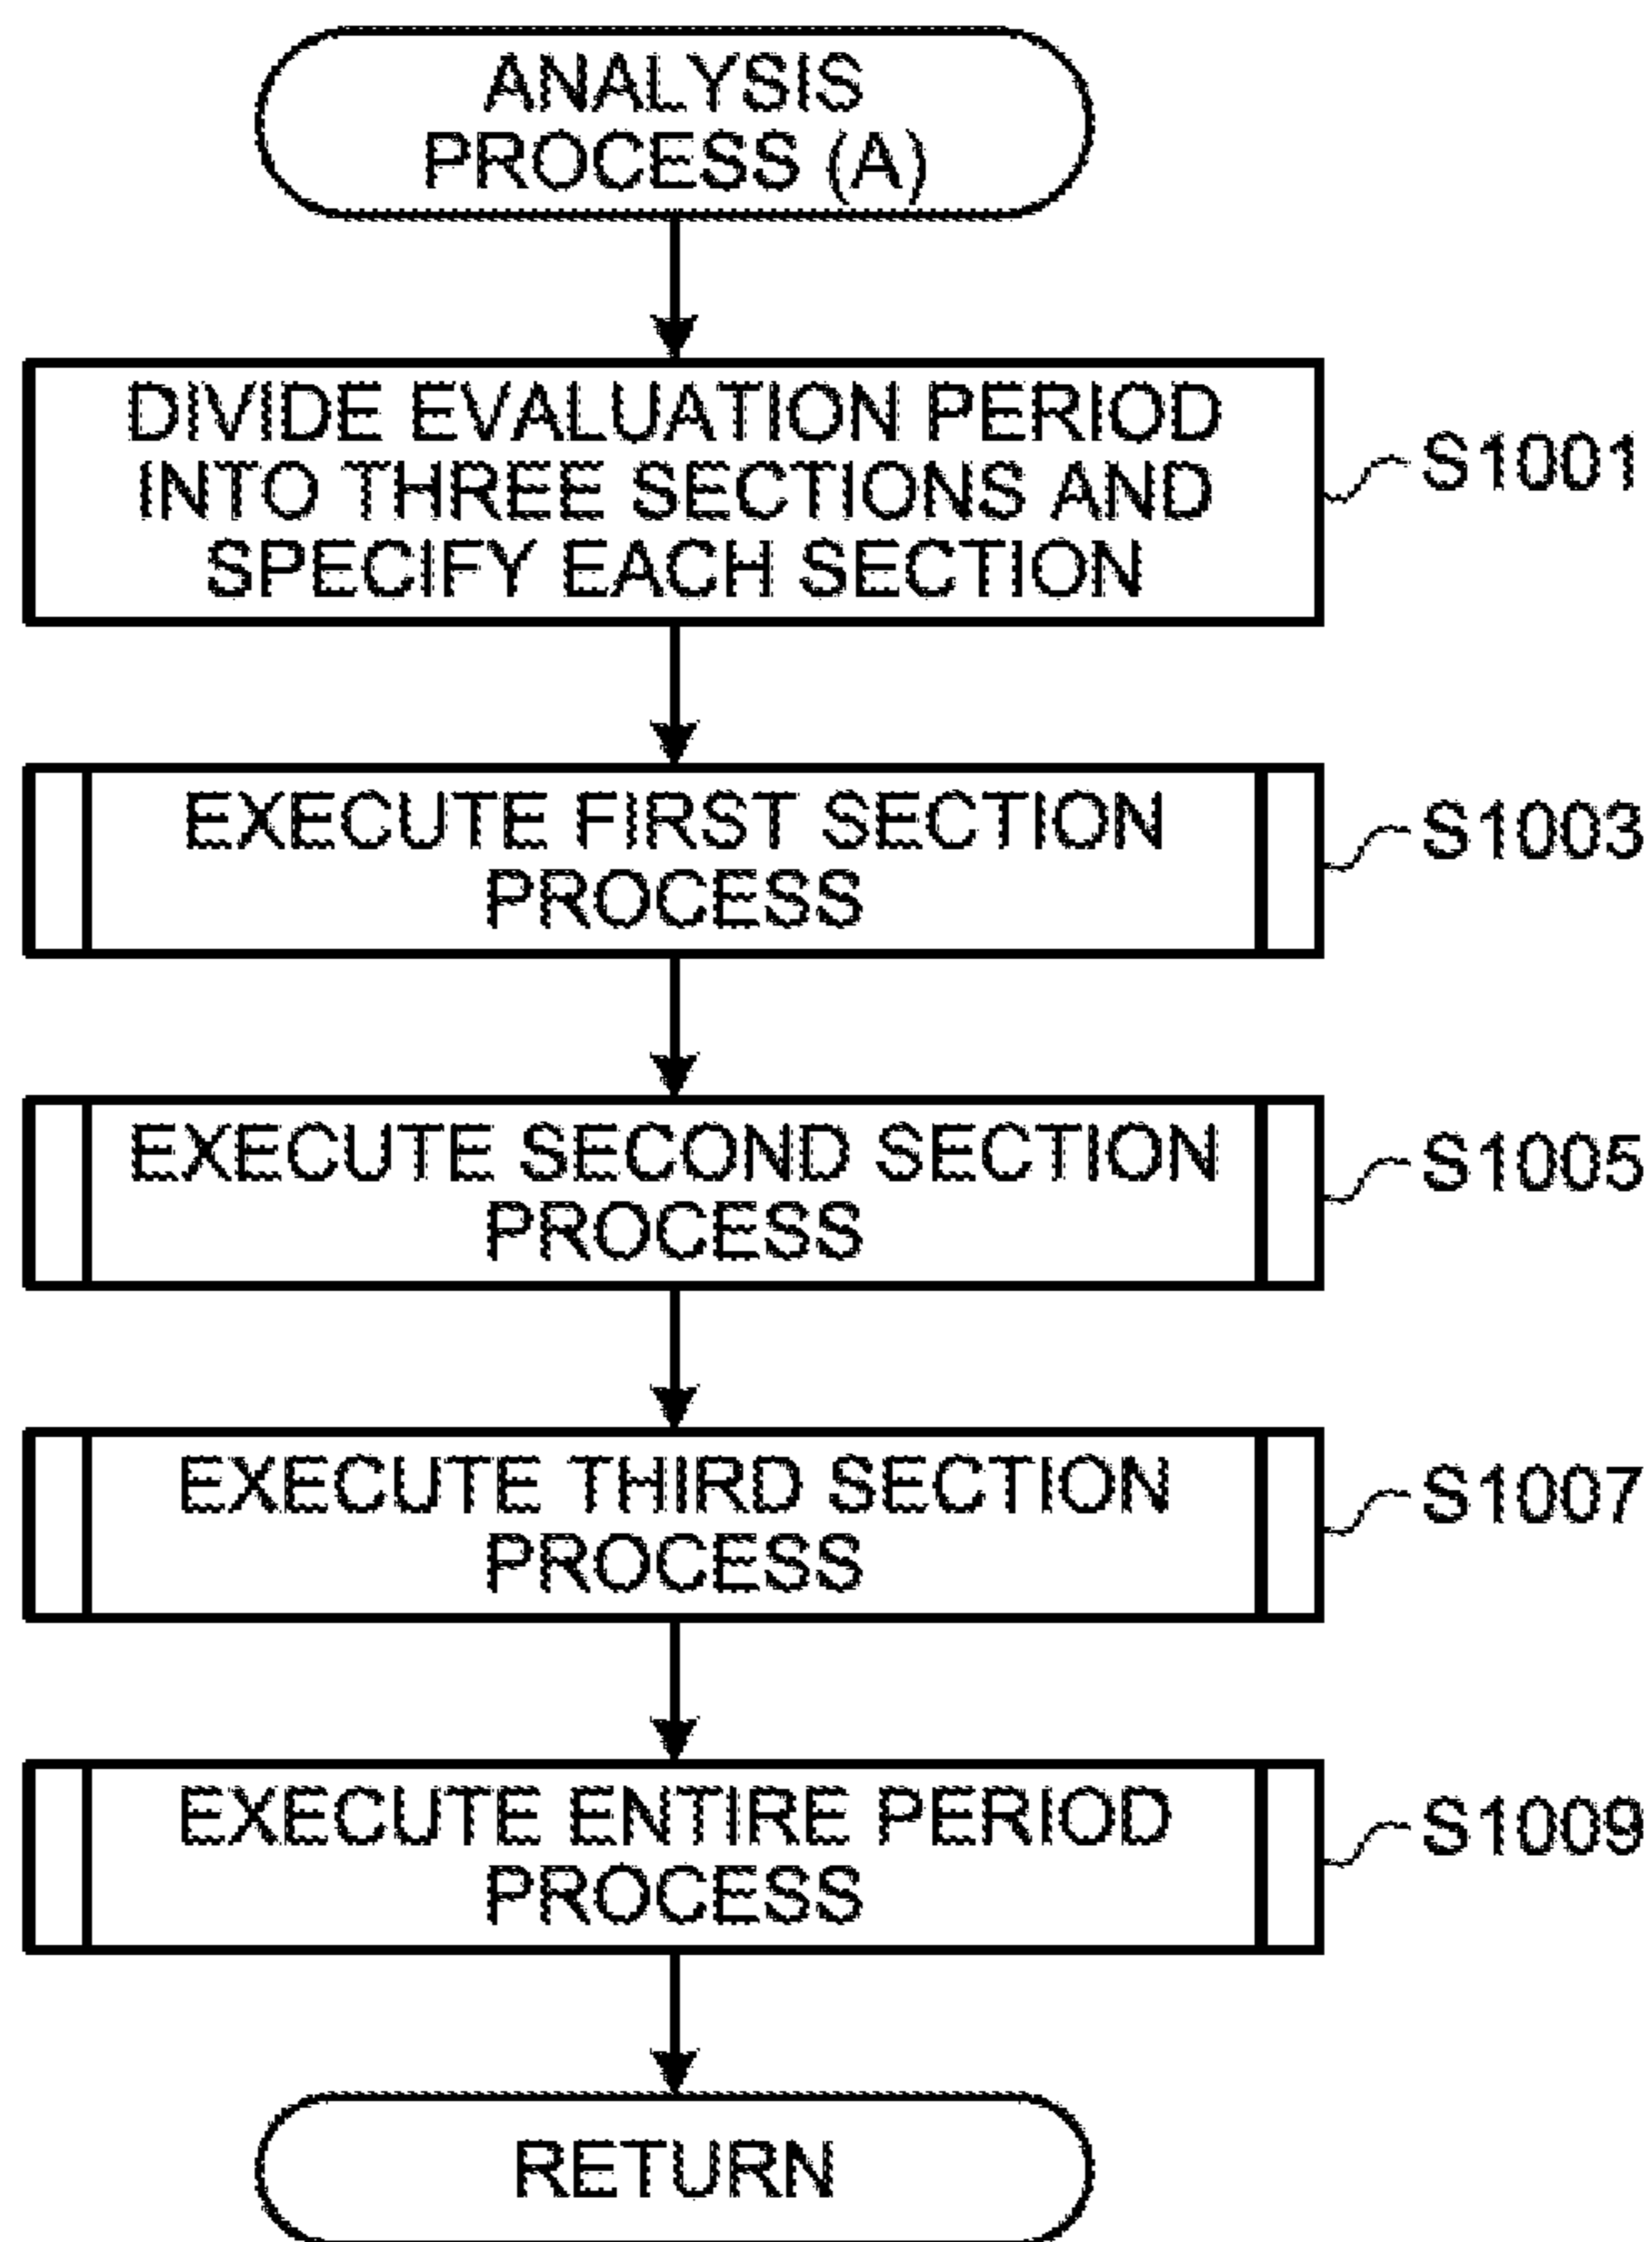 ANALYSIS
PROCESS (A)
DIVIDE EVALUATION PERIOD
INTO THREE SECTIONS AND
SPECIFY EACH SECTION
S1001
EXECUTE FIRST SECTION
PROCESS
S1003
EXECUTE SECOND SECTION
PROCESS
S1005
EXECUTE THIRD SECTION
PROCESS
S1007
EXECUTE ENTIRE PERIOD
PROCESS
S1009
RETURN